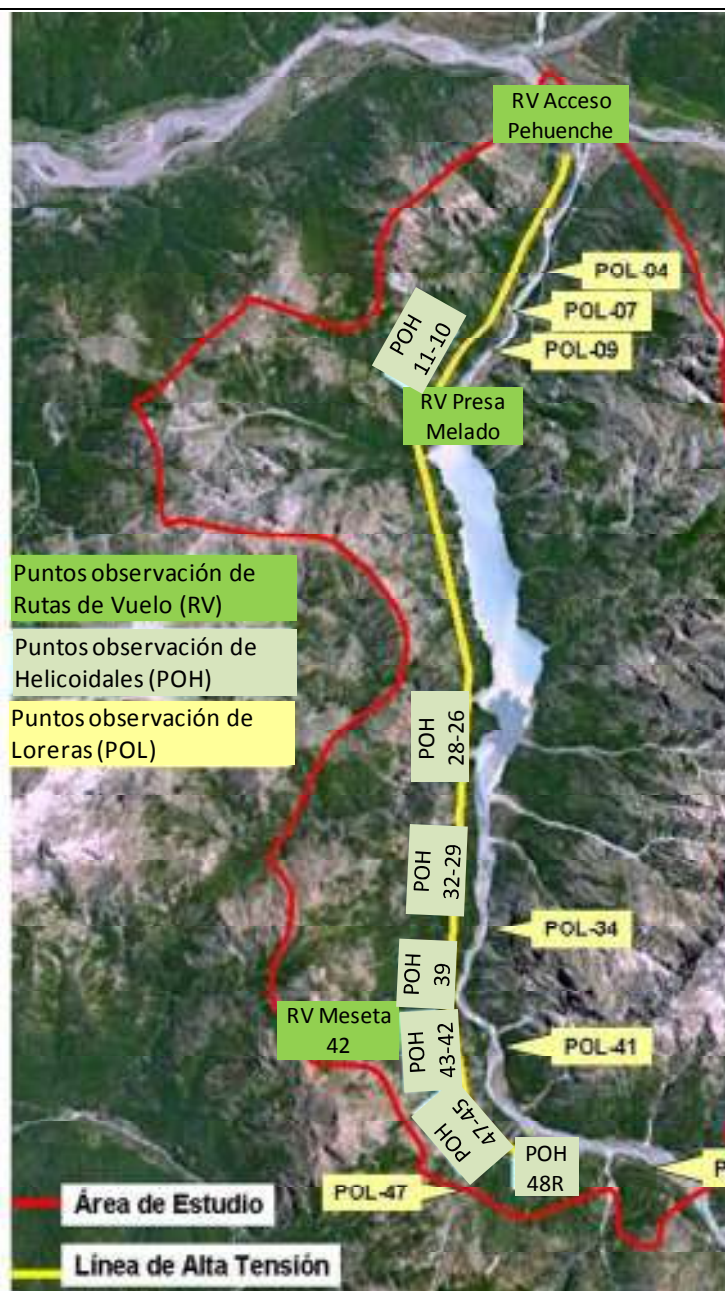 RV Acceso
Pehuenche
POL-04
POL-07
POL-09
POH
11-10
RV Presa
Melado
Puntos observación de
Rutas de Vuelo (RV)
Puntos observación de
Helicoidales (POH)
Puntos observación de
Loreras (POL)
POH
28-26
POH
32-29
POL-34
POH
39
RV Meseta
42
POH
43-42
POL-41
POH
47-45
POH
48R
P
POL-47
Área de Estudio
Línea de Alta Tensión